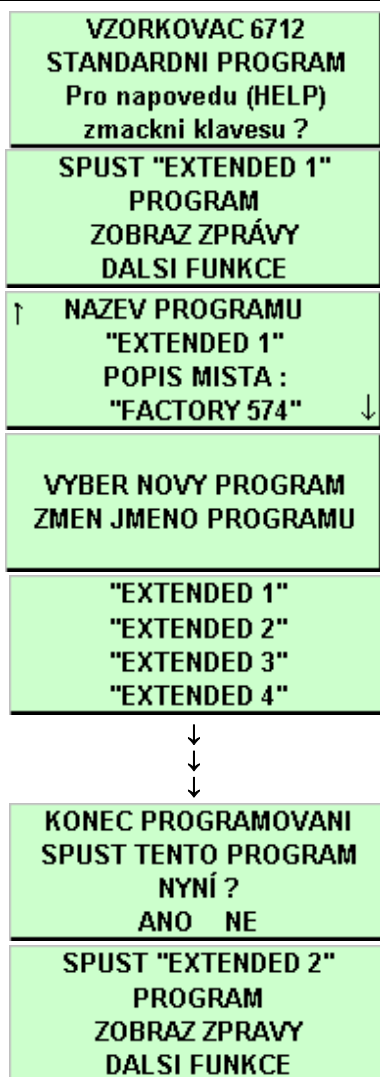 VZORKOVAC 6712
STANDARDNI PROGRAM
Pro napovedu (HELP)
zmackni klavesu ?
SPUST "EXTENDED 1"
PROGRAM
ZOBRAZ ZPRÁVY
DALSI FUNKCE
↑ NAZEV PROGRAMU
"EXTENDED 1"
POPIS MISTA :
"FACTORY 574" ↓
VYBER NOVY PROGRAM
ZMEN JMENO PROGRAMU
"EXTENDED 1"
"EXTENDED 2"
"EXTENDED 3"
"EXTENDED 4"
↓
↓
↓
KONEC PROGRAMOVANI
SPUST TENTO PROGRAM
NYNÍ ?
ANO NE
SPUST "EXTENDED 2"
PROGRAM
ZOBRAZ ZPRAVY
DALSI FUNKCE